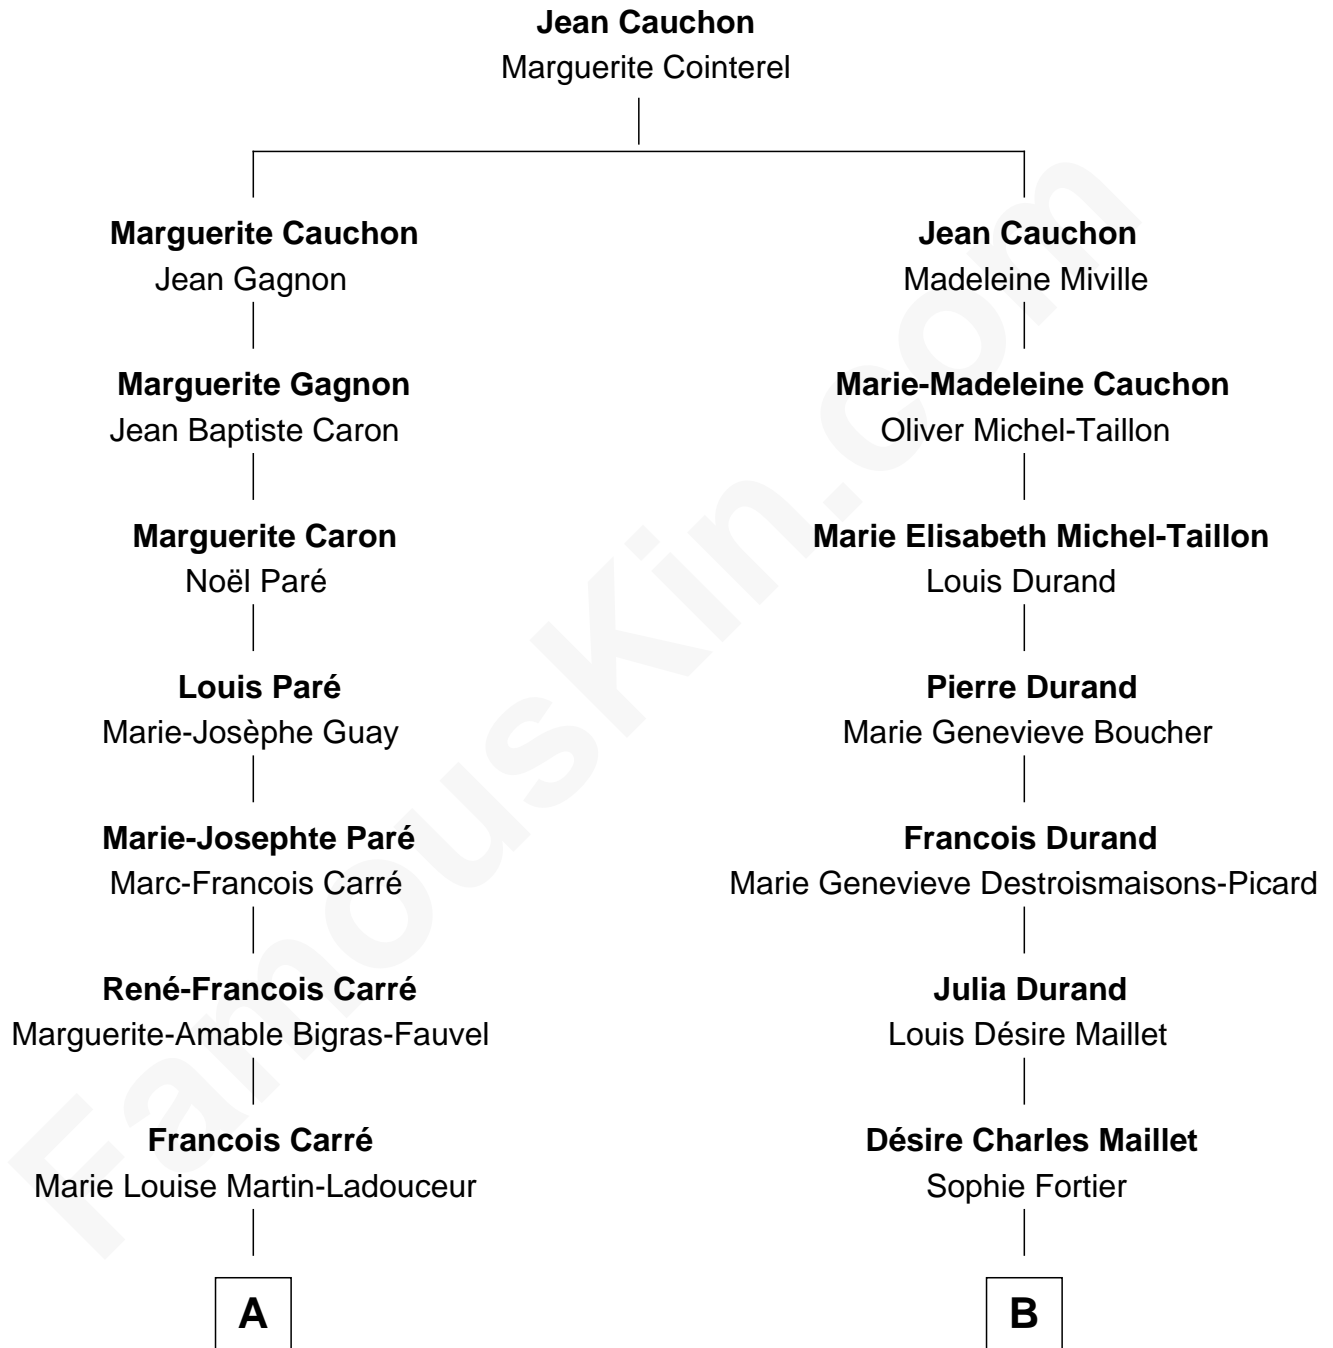 Jean Cauchon
Marguerite Cointerel
Marguerite Cauchon
Jean Gagnon
Marguerite Gagnon
Jean Baptiste Caron
Marguerite Caron
Noël Paré
Louis Paré
Marie-Josèphe Guay
Marie-Josephte Paré
Marc-Francois Carré
René-Francois Carré
Marguerite-Amable Bigras-Fauvel
Francois Carré
Marie Louise Martin-Ladouceur
A
Jean Cauchon
Madeleine Miville
Marie-Madeleine Cauchon
Oliver Michel-Taillon
Marie Elisabeth Michel-Taillon
Louis Durand
Pierre Durand
Marie Genevieve Boucher
Francois Durand
Marie Genevieve Destroismaisons-Picard
Julia Durand
Louis Désire Maillet
Désire Charles Maillet
Sophie Fortier
B
FamousKin.com